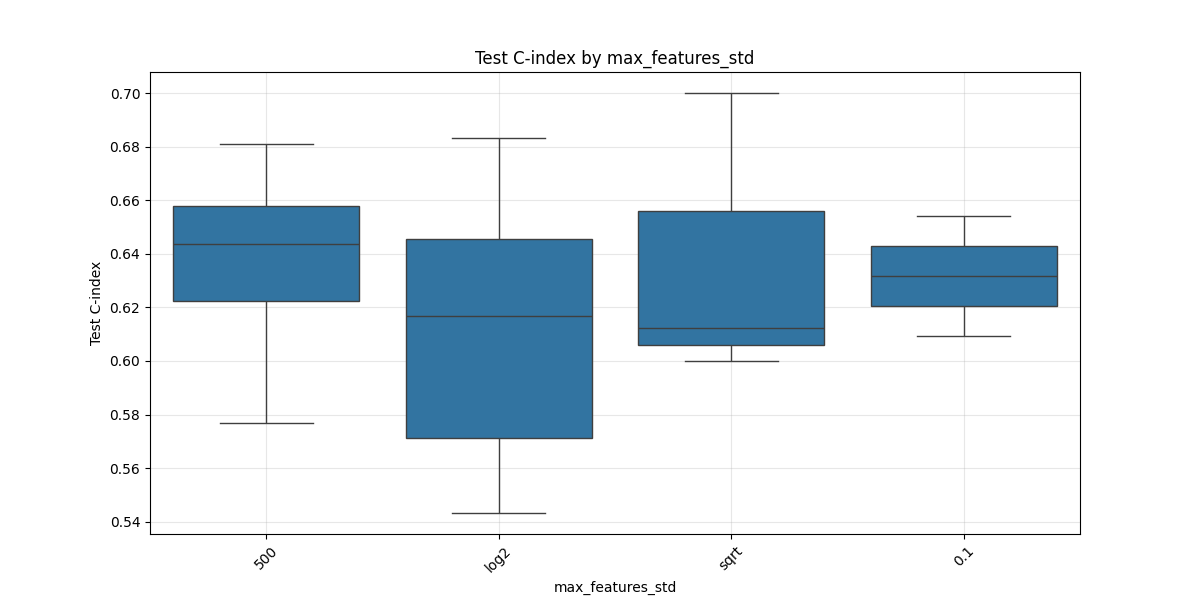 Test C-index by max_features_std
Test C-index
0.70
0.68
0.66
0.64
0.62
0.60
0.58
0.56
0.54
500
log2
sqrt
0.1
max_features_std